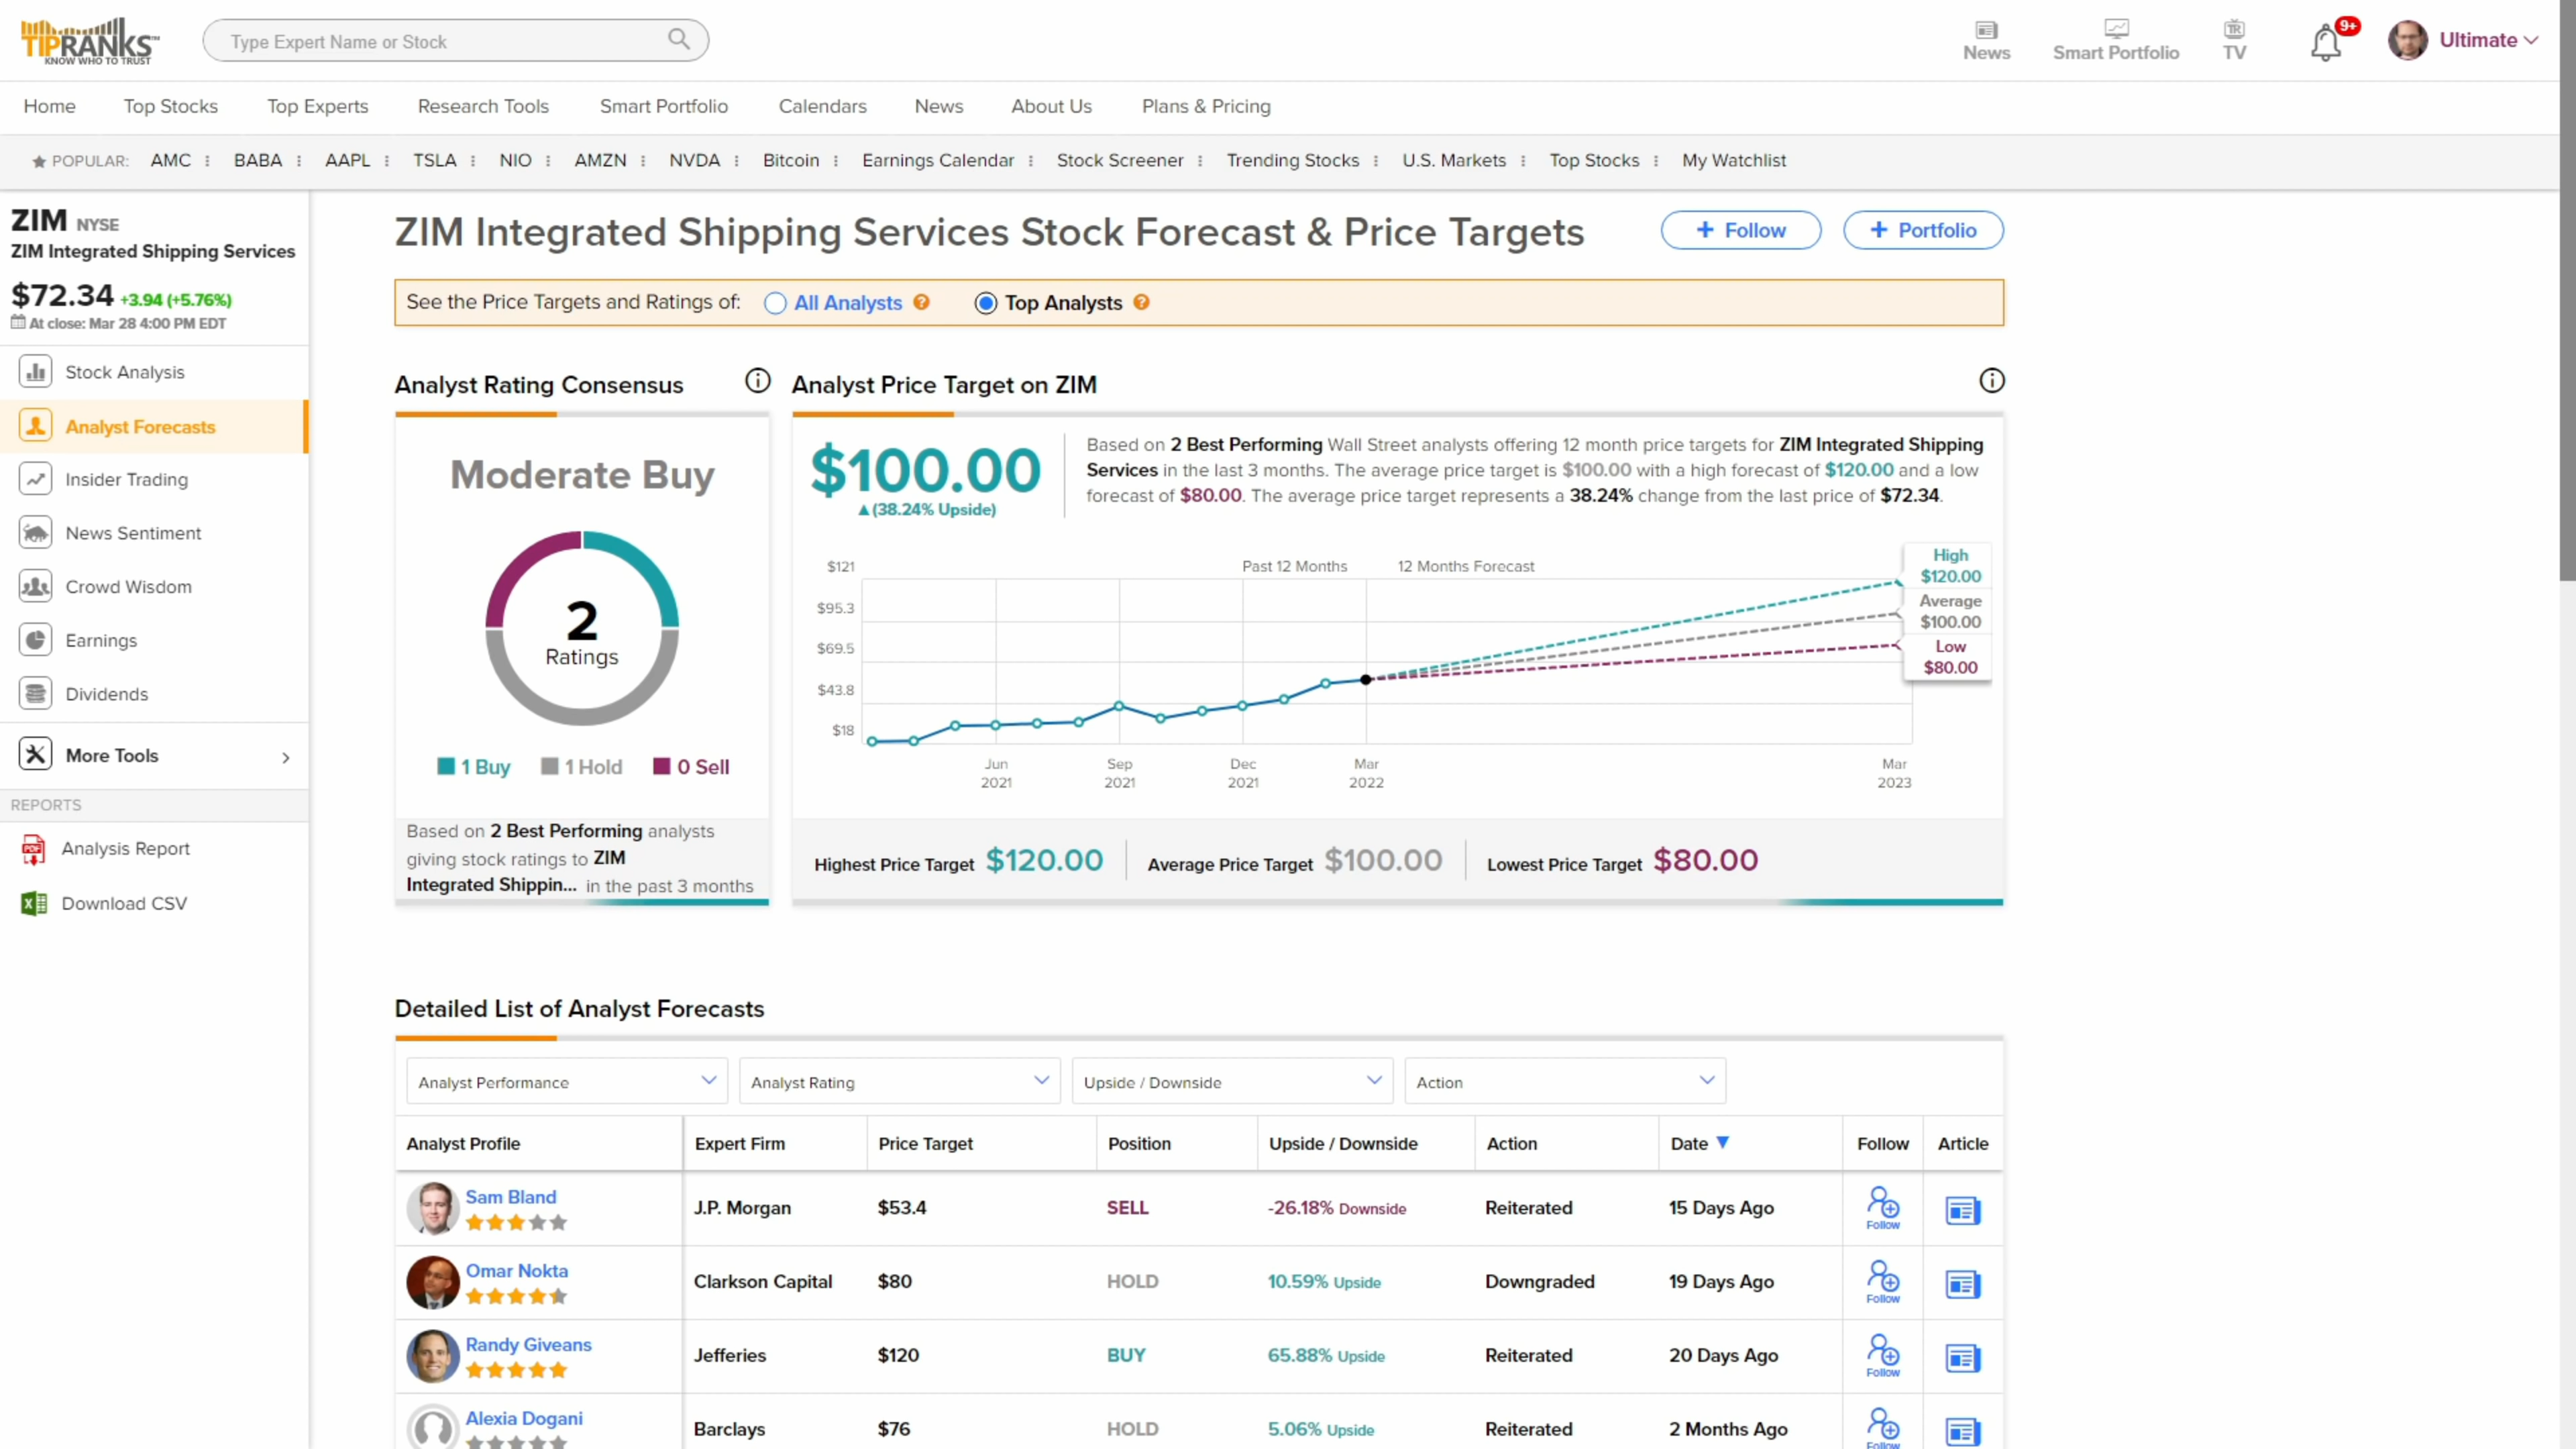 TIPRANKS™
KNOW WHO TO TRUST
Type Expert Name or Stock
News
Smart Portfolio
TR
TV
9+
Ultimate
Home Top Stocks Top Experts Research Tools Smart Portfolio Calendars News About Us Plans & Pricing
POPULAR: AMC BABA AAPL TSLA NIO AMZN NVDA Bitcoin Earnings Calendar Stock Screener Trending Stocks U.S. Markets Top Stocks My Watchlist
ZIM NYSE
ZIM Integrated Shipping Services
$72.34 +3.94 (+5.76%)
At close: Mar 28 4:00 PM EDT
Stock Analysis
Analyst Forecasts
Insider Trading
News Sentiment
Crowd Wisdom
Earnings
Dividends
More Tools
REPORTS
PDF
Analysis Report
X
Download CSV
ZIM Integrated Shipping Services Stock Forecast & Price Targets
+ Follow
+ Portfolio
See the Price Targets and Ratings of: All Analysts ? Top Analysts ?
Analyst Rating Consensus
Moderate Buy
2
Ratings
1 Buy 1 Hold 0 Sell
Based on 2 Best Performing analysts
giving stock ratings to ZIM
Integrated Shippin... in the past 3 months
Analyst Price Target on ZIM
$100.00
▲(38.24% Upside)
Based on 2 Best Performing Wall Street analysts offering 12 month price targets for ZIM Integrated Shipping
Services in the last 3 months. The average price target is $100.00 with a high forecast of $120.00 and a low
forecast of $80.00. The average price target represents a 38.24% change from the last price of $72.34.
Past 12 Months 12 Months Forecast
$121
$95.3
$69.5
$43.8
$18
High
$120.00
Average
$100.00
Low
$80.00
Jun Sep Dec Mar Mar
2021 2021 2021 2022 2023
Highest Price Target $120.00 Average Price Target $100.00 Lowest Price Target $80.00
Detailed List of Analyst Forecasts
Analyst Performance Analyst Rating Upside / Downside Action
Analyst Profile Expert Firm Price Target Position Upside / Downside Action Date ▼ Follow Article
Sam Bland J.P. Morgan $53.4 SELL -26.18% Downside Reiterated 15 Days Ago Follow
Omar Nokta Clarkson Capital $80 HOLD 10.59% Upside Downgraded 19 Days Ago Follow
Randy Giveans Jefferies $120 BUY 65.88% Upside Reiterated 20 Days Ago Follow
Alexia Dogani Barclays $76 HOLD 5.06% Upside Reiterated 2 Months Ago Follow